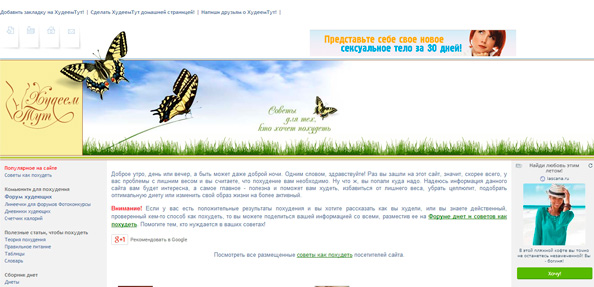 Добавить закладку на ХудеемТут! | Сделать ХудеемТут домашней страницей! | Напиши друзьям о ХудеемТут! |
Представьте себе свое новое
сексуальное тело за 30 дней!
Худеем
Тут
Советы
для тех,
кто хочет похудеть
Популярное на сайте
Советы как похудеть
Кликыните для похудения
Форум худеющих
Линеечки для форумов
Фотоконкурсы
Дневники худеющих
Счетчик калорий
Полезные статьи, чтобы похудеть
Теория похудения
Правильное питание
Таблицы
Словарь
Сборник диет
Диеты
Доброе утро, день или вечер, а быть может даже доброй ночи. Одним словом, здравствуйте! Раз вы зашли на этот сайт, значит, скорее всего, у
вас проблемы с лишним весом и вы считаете, что похудение вам необходимо. Ну что ж, вы попали куда надо. Надеюсь информация данного
сайта вам будет интересна, а самое главное - полезна и поможет вам худеть, избавиться от лишнего веса, убрать целлюлит, подобрать
оптимальную диету или изменить свой образ жизни на более активный.
Внимание! Если у вас есть положительные результаты похудения и вы хотите рассказать как вы худели, или вы знаете действенный,
проверенный кем-то способ как похудеть, то вы можете поделиться вашей информацией со всеми, разместив ее на Форуме диет и советов как
похудеть. Помогите тем, кто нуждается в ваших советах!
g+1 Рекомендовать в Google
Посмотреть все размещённые советы как похудеть посетителей сайта.
Найди любовь этим
летом!
В этой пляжной кофте вы точно
не останетесь незамеченной! Вы
- богиня!
Хочу!